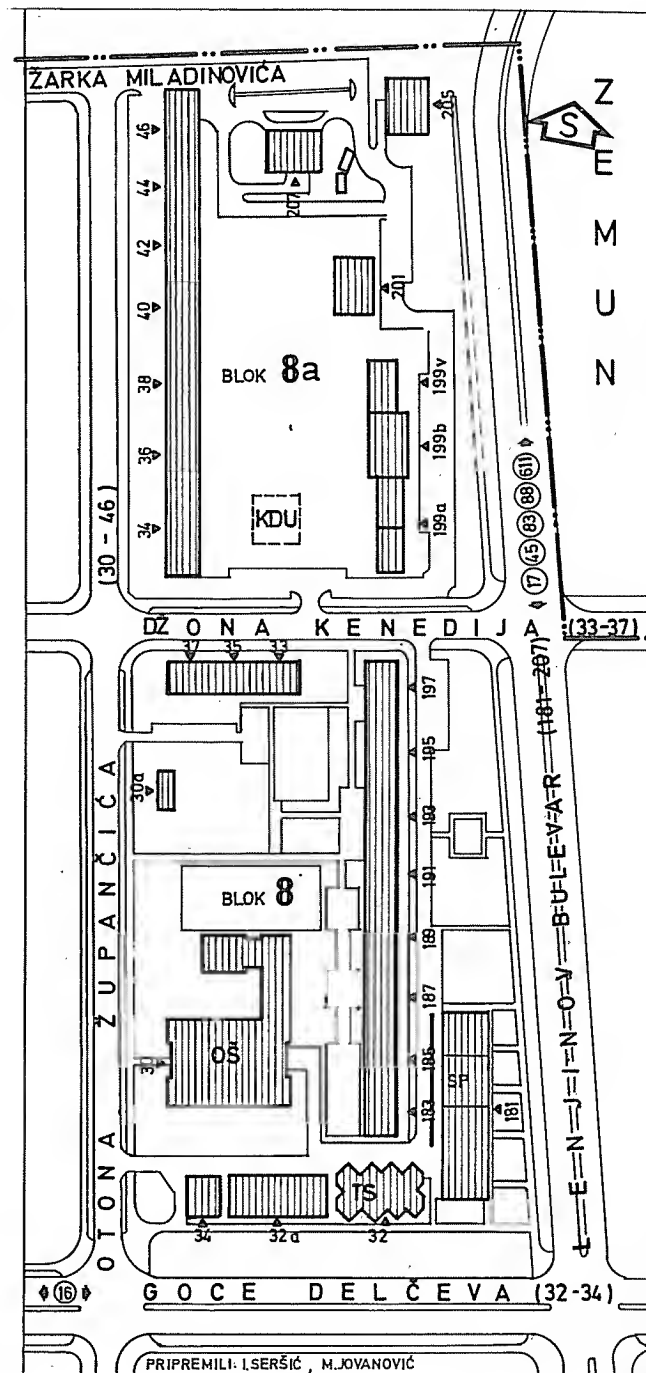 ŽARKA MILADINOVIĆA
ZEMUN
S
205
46
44
207
42
201
40
BLOK 8a
38
199v
36
199b
34
KDU
199a
(30-46)
17 45 83 88 611
DŽONA KENEDIJA (33-37)
37 35 33
197
195
30a
193
191
BLOK 8
189
187
OŠ
30
185
SP
183
181
OTONA ŽUPANČIĆA
LENJINOV BULEVAR (181-207)
TS
34 32a 32
16
GOCE DELČEVA (32-34)
PRIPREMILI: I.SERŠIĆ, M.JOVANOVIĆ